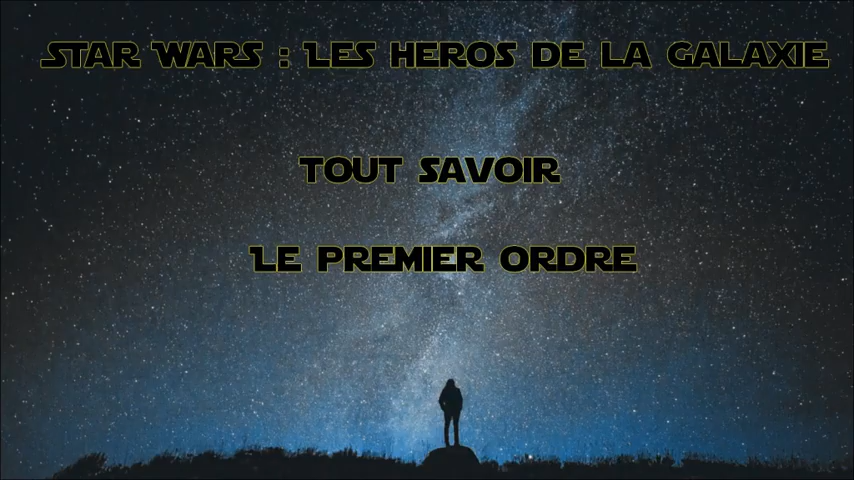 STAR WARS : LES HEROS DE LA GALAXIE
TOUT SAVOIR
LE PREMIER ORDRE